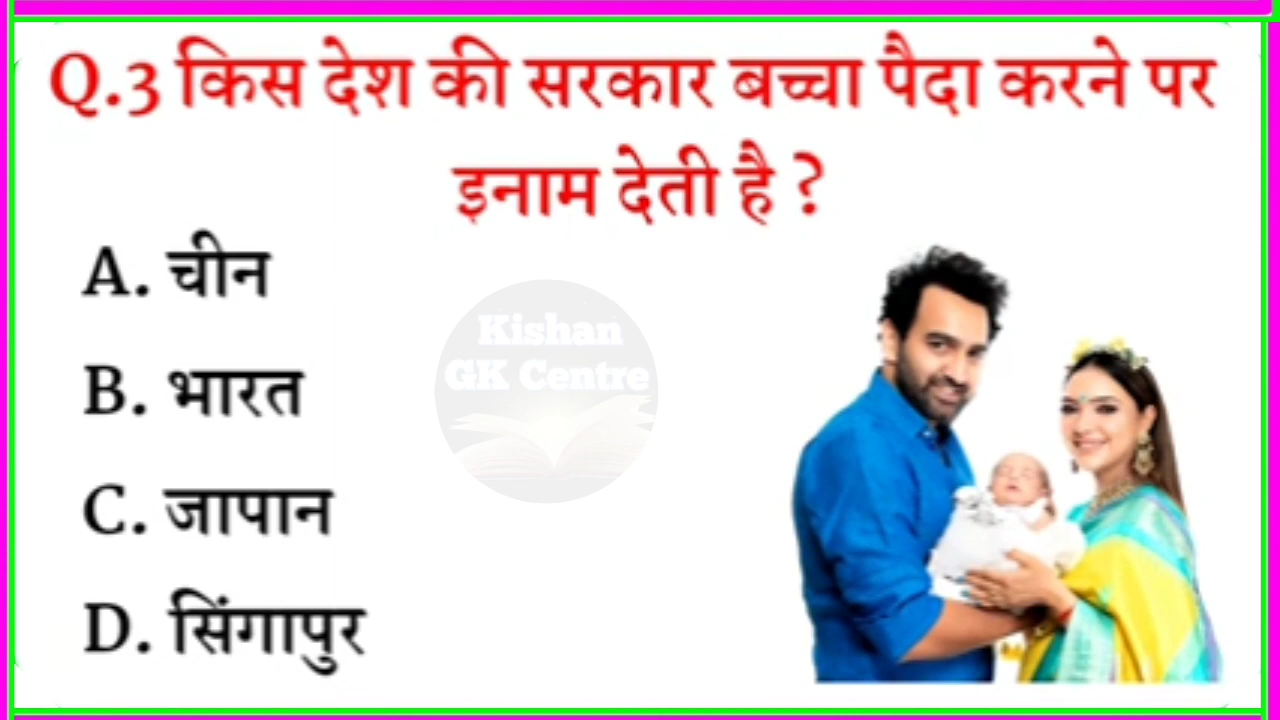 Q.3 किस देश की सरकार बच्चा पैदा करने पर
इनाम देती है ?
A. चीन
B. भारत
C. जापान
D. सिंगापुर
Kishan
GK Centre